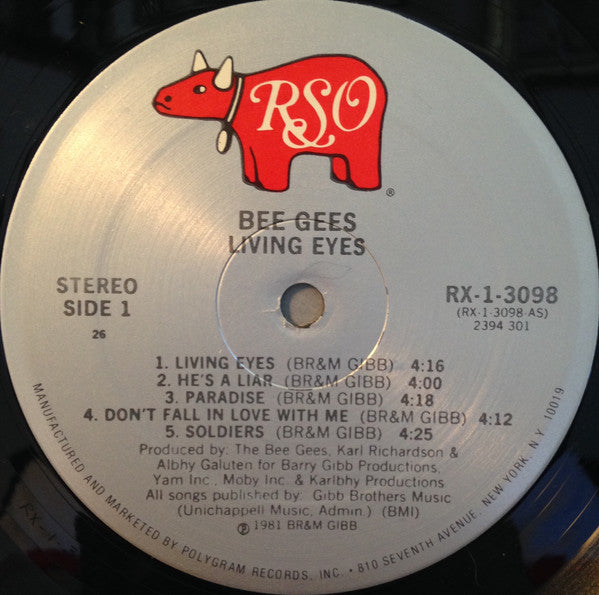 RSO
®
BEE GEES
LIVING EYES
STEREO
SIDE 1
26
RX-1-3098
(RX-1-3098-AS)
2394 301
1. LIVING EYES (BR&M GIBB) 4:16
2. HE'S A LIAR (BR&M GIBB) 4:00
3. PARADISE (BR&M GIBB) 4:18
4. DON'T FALL IN LOVE WITH ME (BR&M GIBB) 4:12
5. SOLDIERS (BR&M GIBB) 4:25
Produced by: The Bee Gees, Karl Richardson &
Albhy Galuten for Barry Gibb Productions,
Yam Inc., Moby Inc. & Karlbhy Productions
All songs published by: Gibb Brothers Music
(Unichappell Music, Admin.) (BMI)
℗ 1981 BR&M GIBB
MANUFACTURED AND MARKETED BY POLYGRAM RECORDS, INC. • 810 SEVENTH AVENUE, NEW YORK, N.Y. 10019